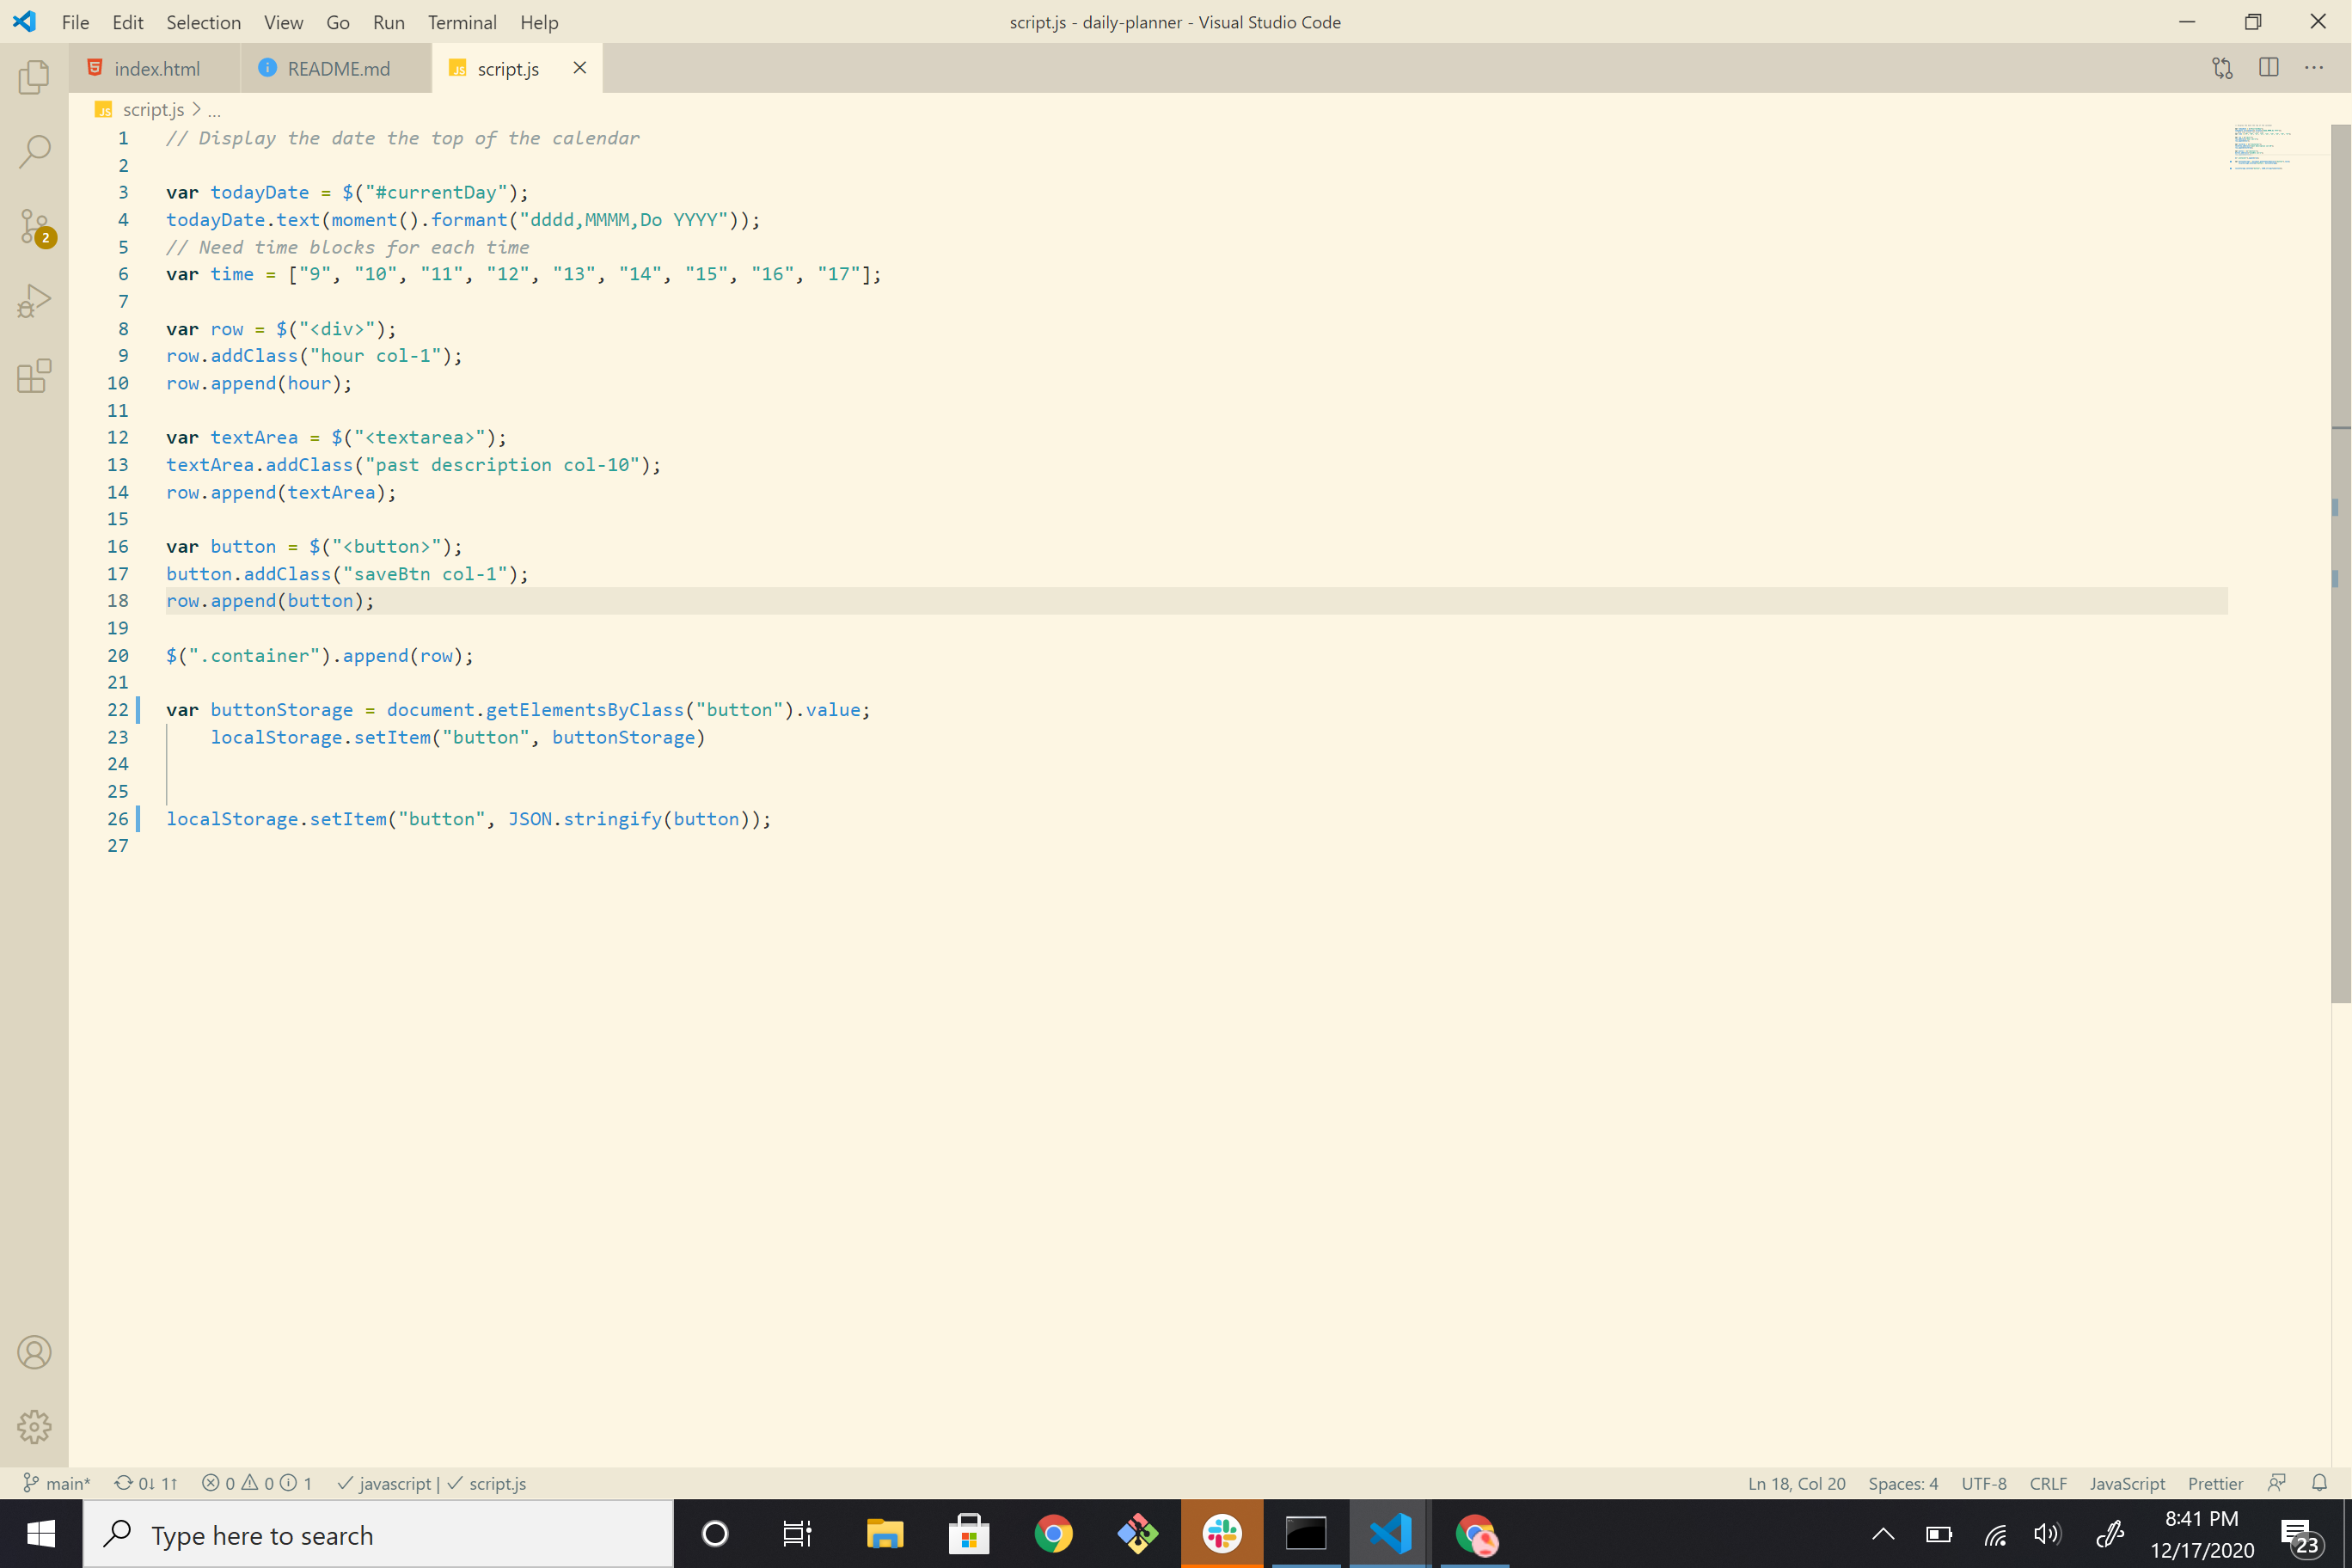 File Edit Selection View Go Run Terminal Help script.js - daily-planner - Visual Studio Code
index.html README.md script.js
JS script.js > ...
1 // Display the date the top of the calendar
2
3 var todayDate = $("#currentDay");
4 todayDate.text(moment().formant("dddd,MMMM,Do YYYY"));
5 // Need time blocks for each time
6 var time = ["9", "10", "11", "12", "13", "14", "15", "16", "17"];
7
8 var row = $("<div>");
9 row.addClass("hour col-1");
10 row.append(hour);
11
12 var textArea = $("<textarea>");
13 textArea.addClass("past description col-10");
14 row.append(textArea);
15
16 var button = $("<button>");
17 button.addClass("saveBtn col-1");
18 row.append(button);
19
20 $(".container").append(row);
21
22 var buttonStorage = document.getElementsByClass("button").value;
23 localStorage.setItem("button", buttonStorage)
24
25
26 localStorage.setItem("button", JSON.stringify(button));
27
2
main* 0↓ 1↑ 0 0 1 ✓ javascript | ✓ script.js Ln 18, Col 20 Spaces: 4 UTF-8 CRLF JavaScript Prettier
Type here to search
8:41 PM
12/17/2020
23